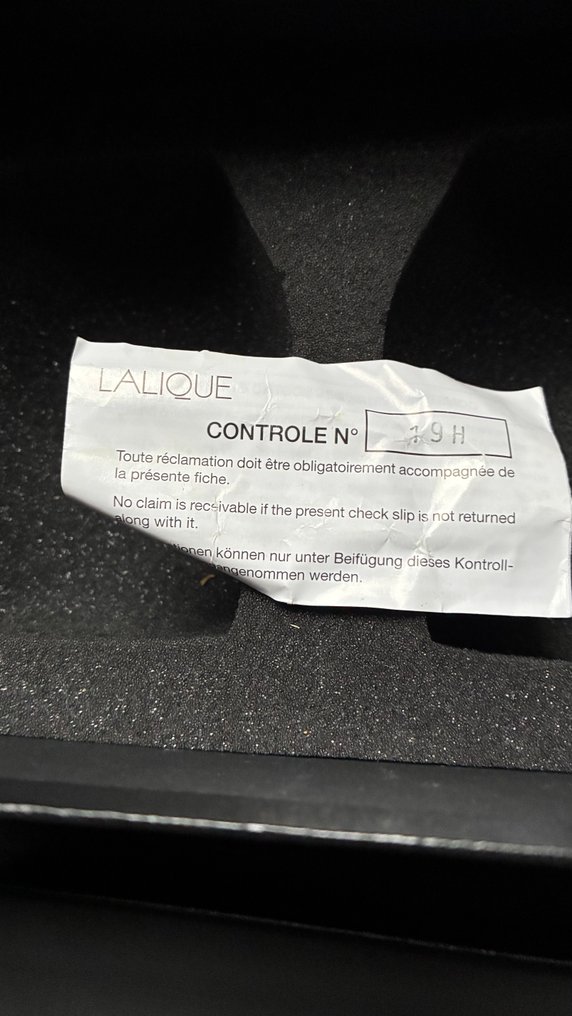 LALIQUE
CONTROLE N° 19H
Toute réclamation doit être obligatoirement accompagnée de
la présente fiche.
No claim is receivable if the present check slip is not returned
along with it.
können nur unter Beifügung dieses Kontroll-
angenommen werden.